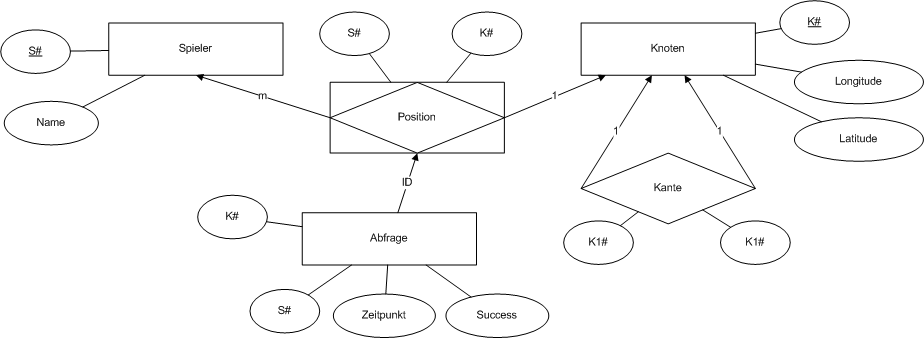 K#
S#
K#
S#
Spieler
Knoten
Longitude
m
1
Name
Position
1
1
Latitude
ID
Kante
K#
Abfrage
K1#
K1#
S#
Zeitpunkt
Success